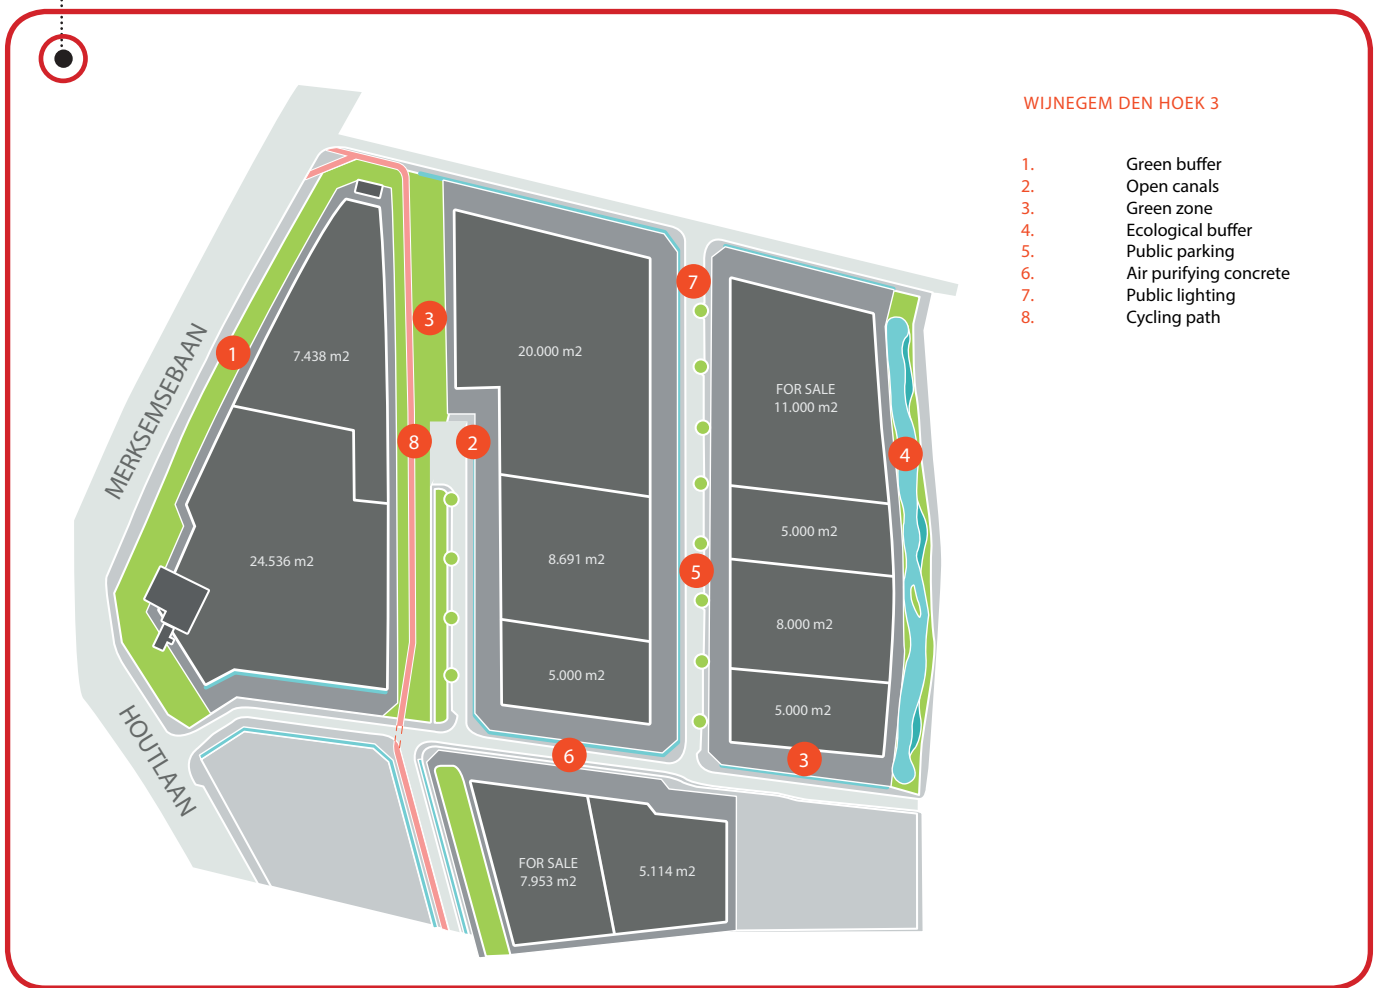 WIJNEGEM DEN HOEK 3
1. Green buffer
2. Open canals
3. Green zone
4. Ecological buffer
5. Public parking
6. Air purifying concrete
7. Public lighting
8. Cycling path
MERKSEMSEBAAN
HOUTLAAN
1
7.438 m2
24.536 m2
3
8
2
20.000 m2
8.691 m2
5.000 m2
7
5
6
FOR SALE
11.000 m2
5.000 m2
8.000 m2
5.000 m2
3
4
FOR SALE
7.953 m2
5.114 m2